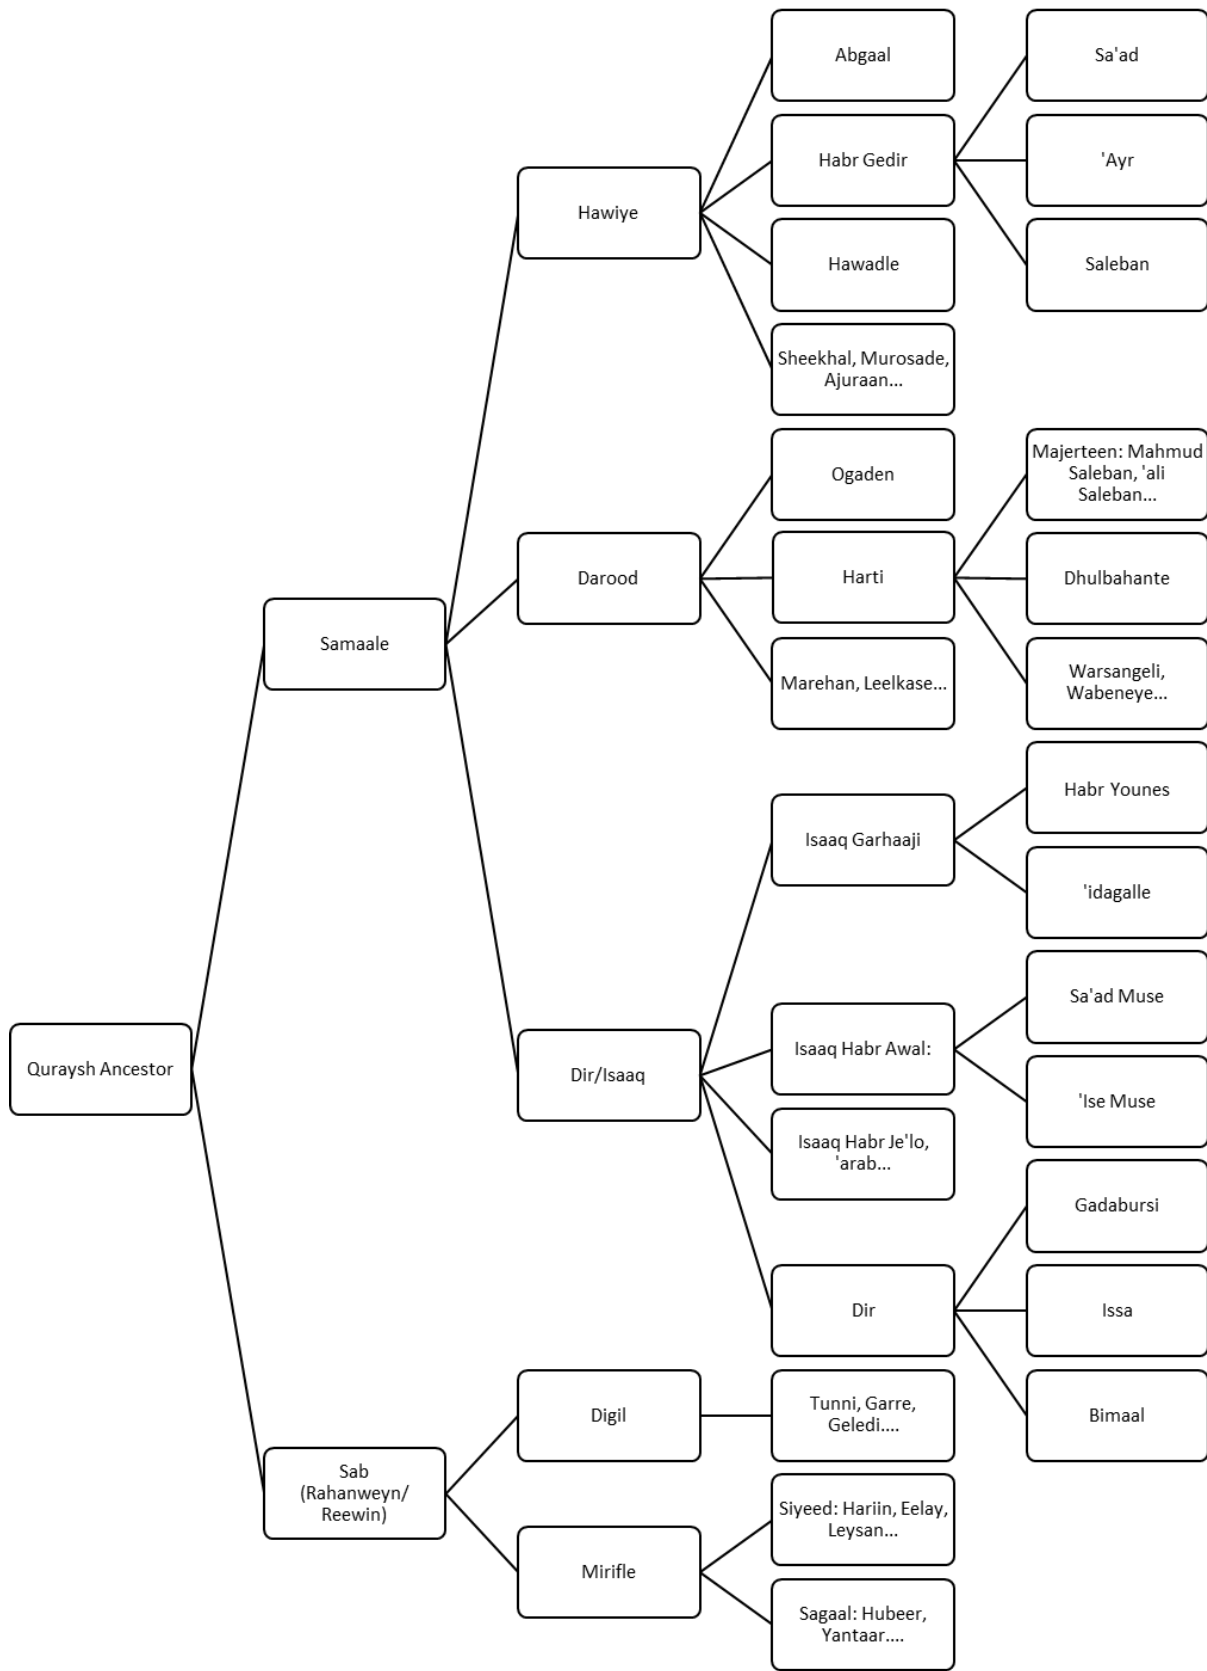 Abgaal
Sa'ad
Habr Gedir
'Ayr
Hawiye
Hawadle
Saleban
Sheekhal, Murosade,
Ajuraan...
Ogaden
Majerteen: Mahmud
Saleban, 'ali
Saleban...
Darood
Harti
Dhulbahante
Samaale
Marehan, Leelkase...
Warsangeli,
Wabeneye...
Habr Younes
Isaaq Garhaaji
'idagalle
Sa'ad Muse
Quraysh Ancestor
Dir/Isaaq
Isaaq Habr Awal:
'Ise Muse
Isaaq Habr Je'lo,
'arab...
Gadabursi
Dir
Issa
Digil
Tunni, Garre,
Geledi....
Bimaal
Sab
(Rahanweyn/
Reewin)
Siyeed: Hariin, Eelay,
Leysan...
Mirifle
Sagaal: Hubeer,
Yantaar....